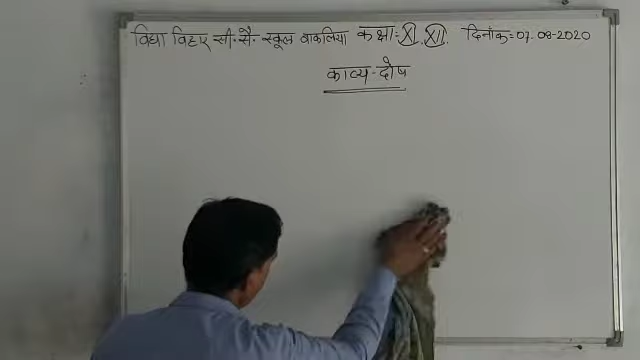 विद्या विहार सी. सै. स्कूल बाकलिया कक्षा:- XI, XII. दिनांक= 07-08-2020
काव्य-दोष